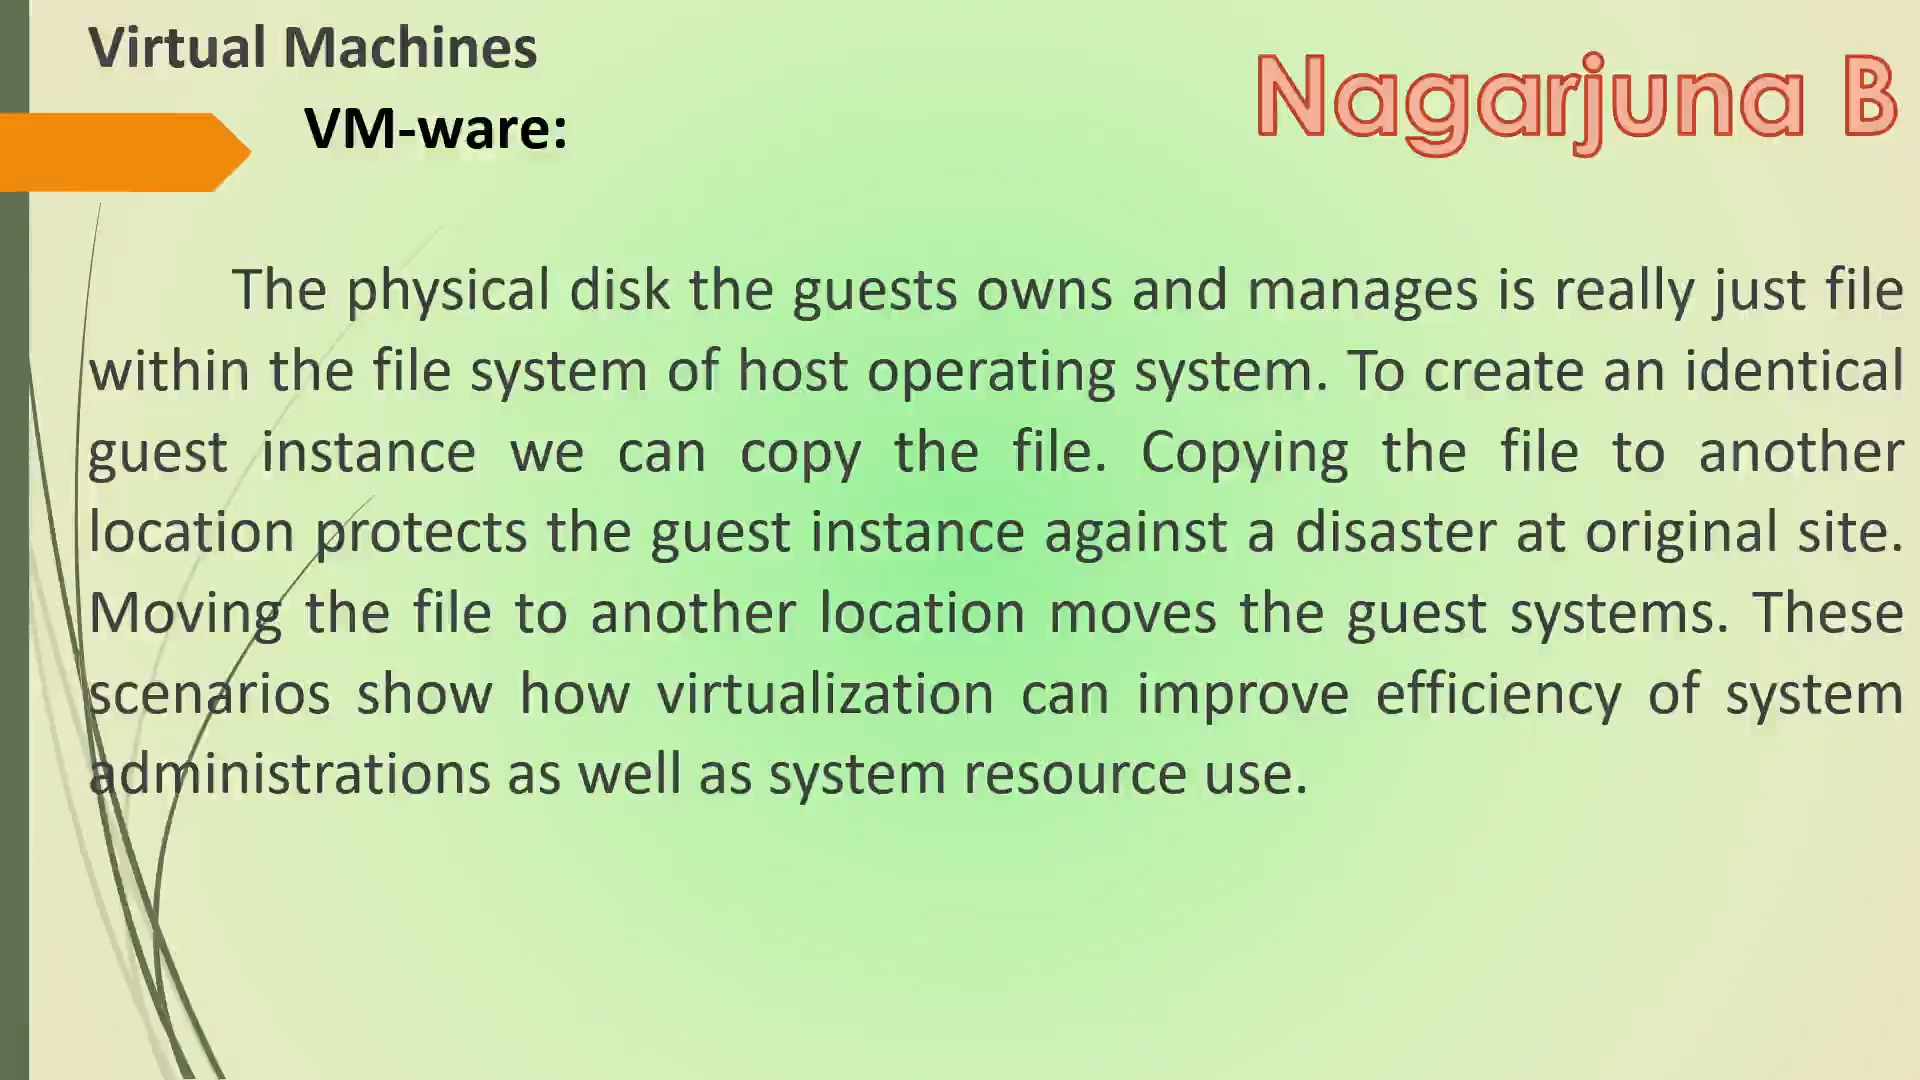 Virtual Machines
Nagarjuna B
VM-ware:
The physical disk the guests owns and manages is really just file
within the file system of host operating system. To create an identical
guest instance we can copy the file. Copying the file to another
location protects the guest instance against a disaster at original site.
Moving the file to another location moves the guest systems. These
scenarios show how virtualization can improve efficiency of system
administrations as well as system resource use.